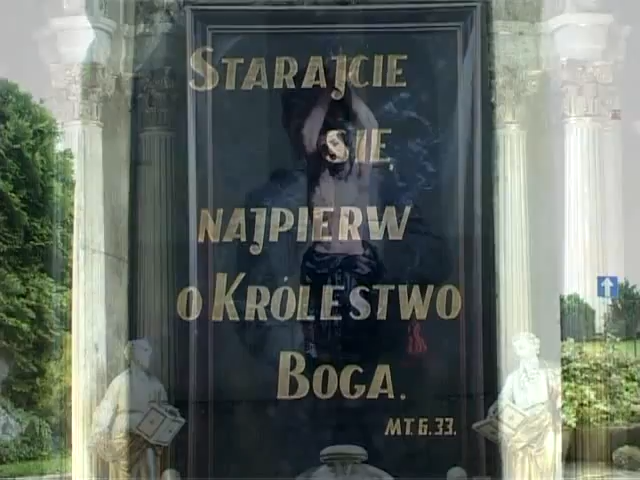 STARAJCIE
SIĘ,
NAJPIERW
O KRÓLESTWO
BOGA.
MT. 6.33.